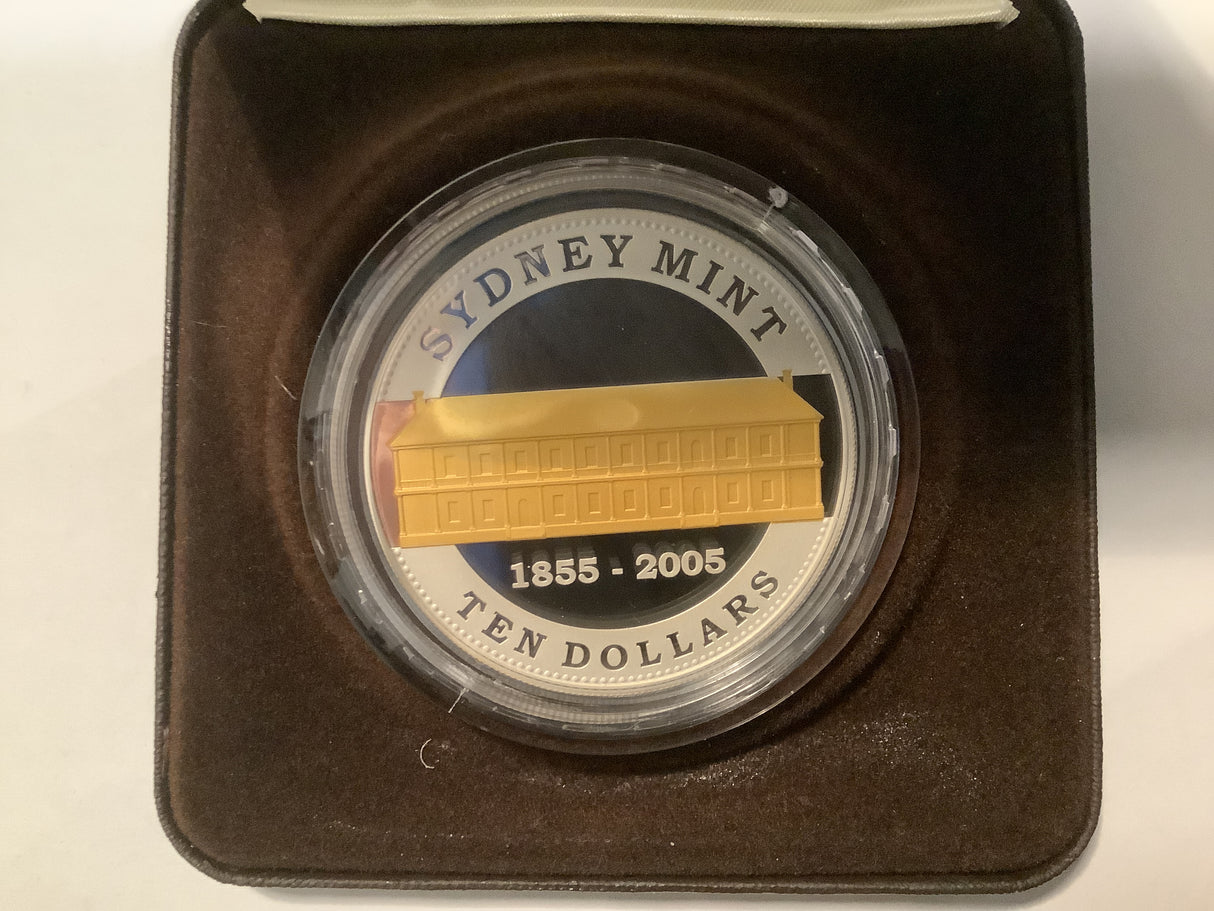 SYDNEY MINT
1855 - 2005
TEN DOLLARS